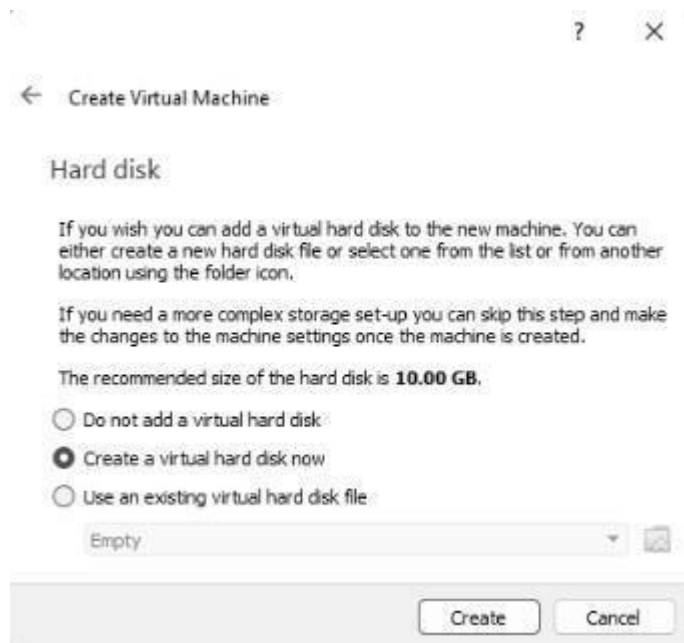 ?
Create Virtual Machine
Hard disk
If you wish you can add a virtual hard disk to the new machine. You can
either create a new hard disk file or select one from the list or from another
location using the folder icon.
If you need a more complex storage set-up you can skip this step and make
the changes to the machine settings once the machine is created.
The recommended size of the hard disk is 10.00 GB.
Do not add a virtual hard disk
Create a virtual hard disk now
Use an existing virtual hard disk file
Empty
Create Cancel